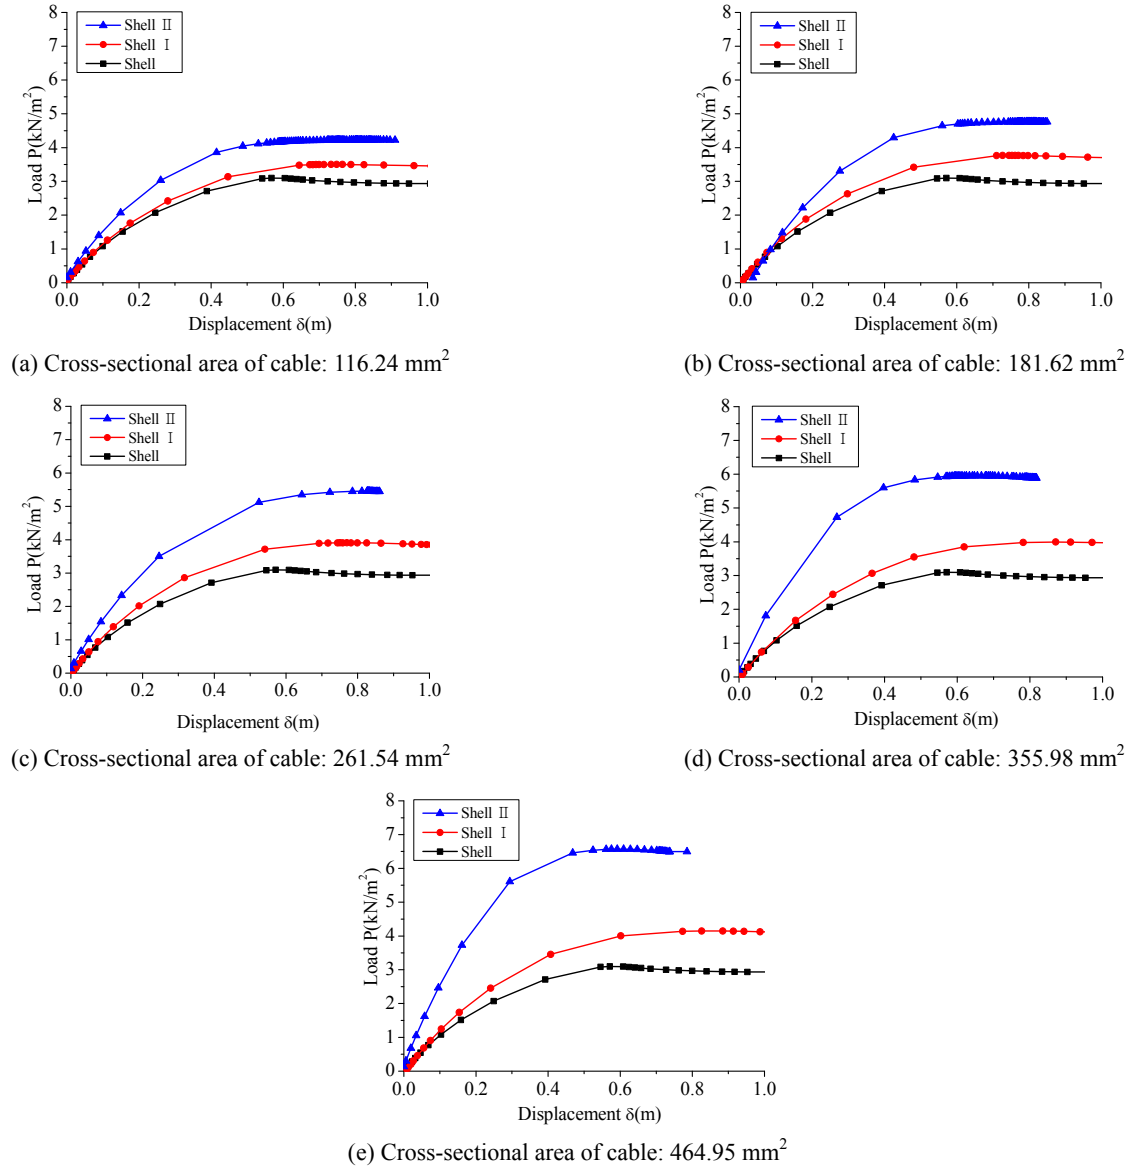 Shell Ⅱ
Shell Ⅰ
Shell
8
7
6
5
4
3
2
1
0
Load P(kN/m²)
0.0 0.2 0.4 0.6 0.8 1.0
Displacement δ(m)
(a) Cross-sectional area of cable: 116.24 mm²
Shell Ⅱ
Shell Ⅰ
Shell
8
7
6
5
4
3
2
1
0
Load P(kN/m²)
0.0 0.2 0.4 0.6 0.8 1.0
Displacement δ(m)
(b) Cross-sectional area of cable: 181.62 mm²
Shell Ⅱ
Shell Ⅰ
Shell
8
7
6
5
4
3
2
1
0
Load P(kN/m²)
0.0 0.2 0.4 0.6 0.8 1.0
Displacement δ(m)
(c) Cross-sectional area of cable: 261.54 mm²
Shell Ⅱ
Shell Ⅰ
Shell
8
7
6
5
4
3
2
1
0
Load P(kN/m²)
0.0 0.2 0.4 0.6 0.8 1.0
Displacement δ(m)
(d) Cross-sectional area of cable: 355.98 mm²
Shell Ⅱ
Shell Ⅰ
Shell
8
7
6
5
4
3
2
1
0
Load P(kN/m²)
0.0 0.2 0.4 0.6 0.8 1.0
Displacement δ(m)
(e) Cross-sectional area of cable: 464.95 mm²